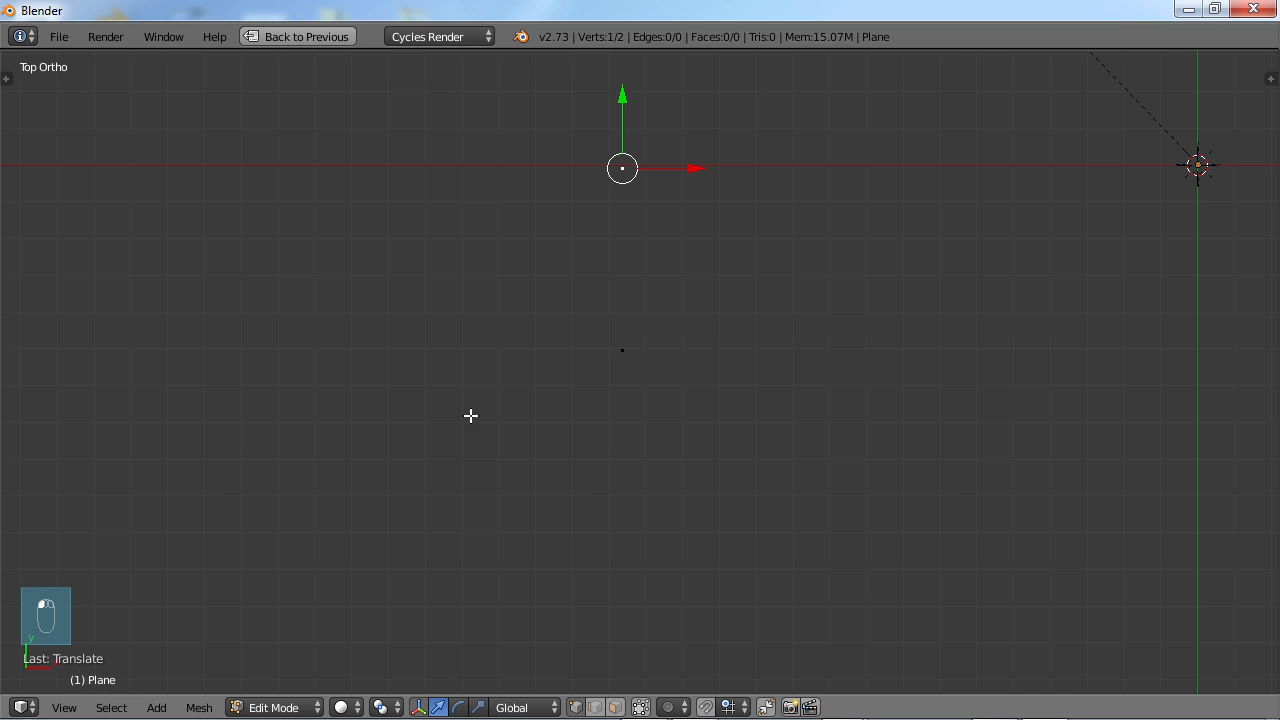 Blender
File Render Window Help Back to Previous Cycles Render v2.73 | Verts:1/2 | Edges:0/0 | Faces:0/0 | Tris:0 | Mem:15.07M | Plane
Top Ortho
y
Last: Translate
(1) Plane
View Select Add Mesh Edit Mode Global